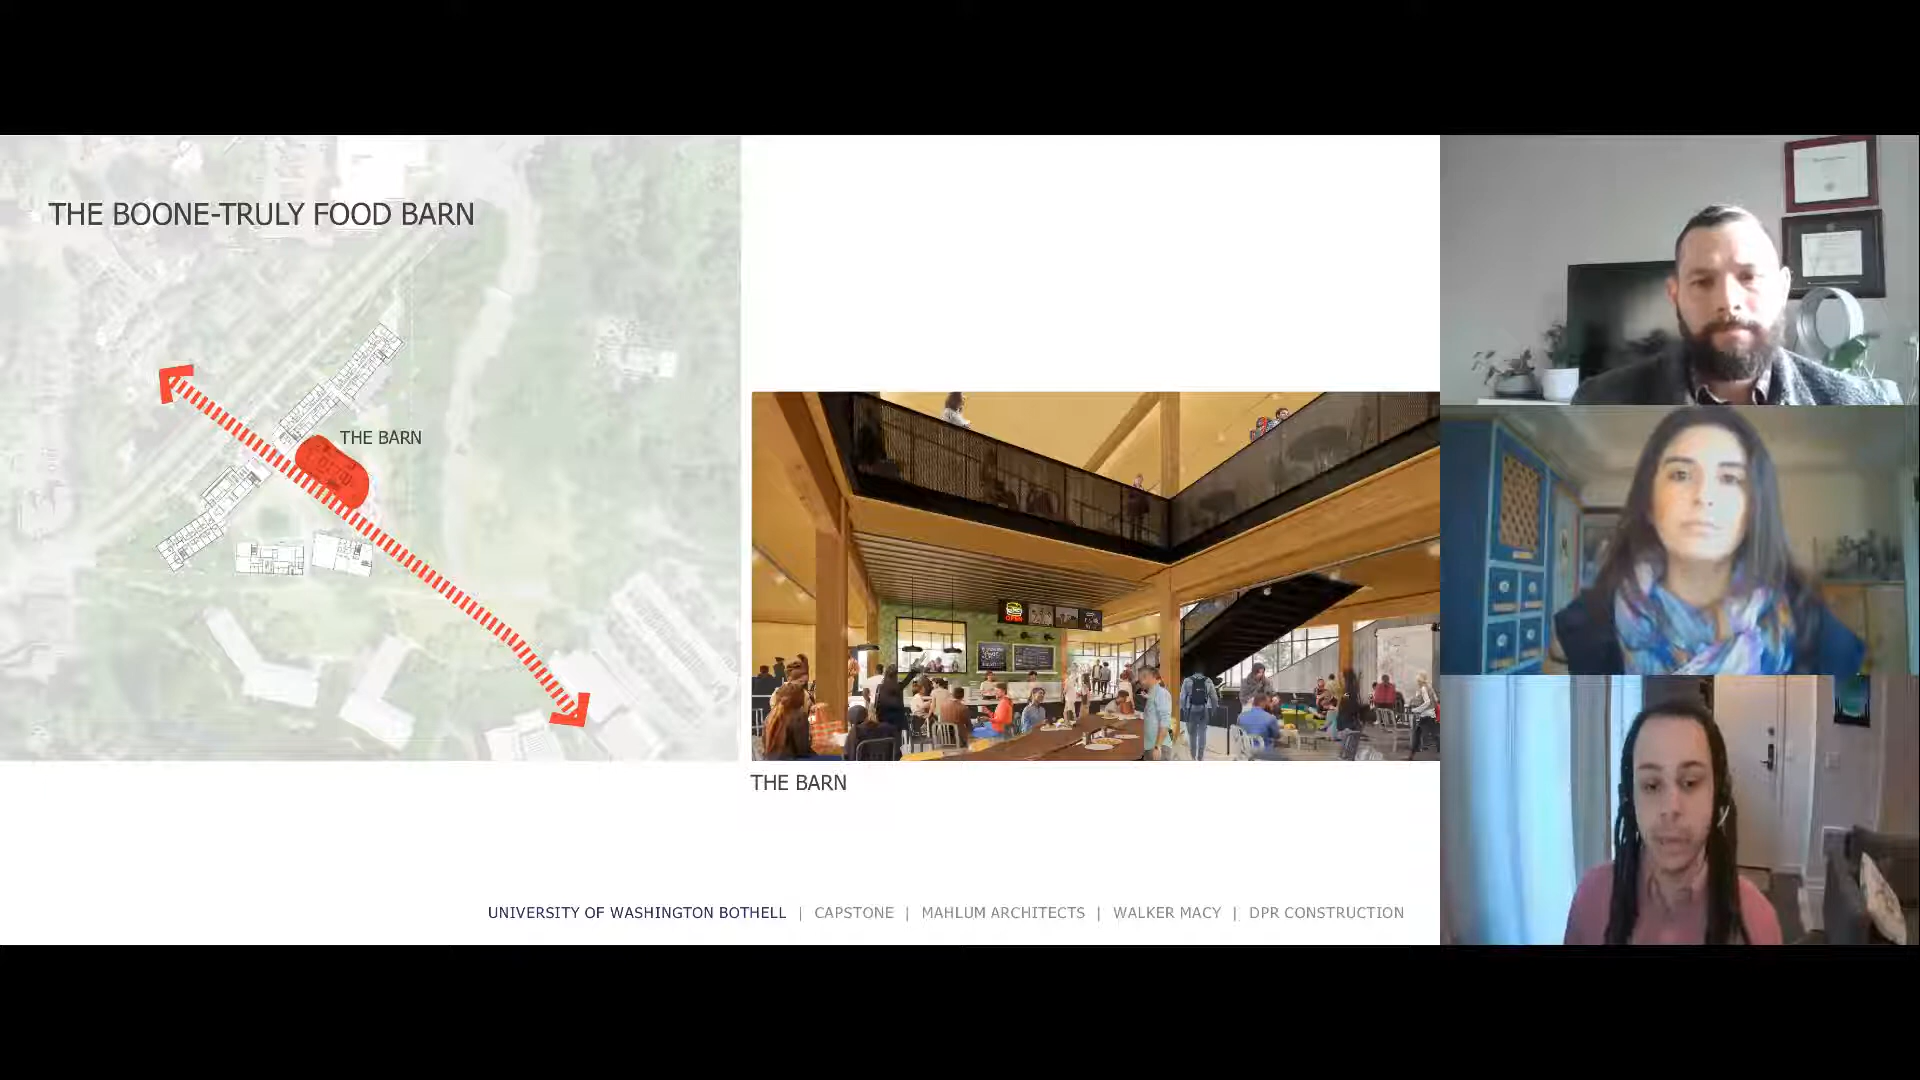 THE BOONE-TRULY FOOD BARN
THE BARN
OPEN
THE BARN
UNIVERSITY OF WASHINGTON BOTHELL | CAPSTONE | MAHLUM ARCHITECTS | WALKER MACY | DPR CONSTRUCTION